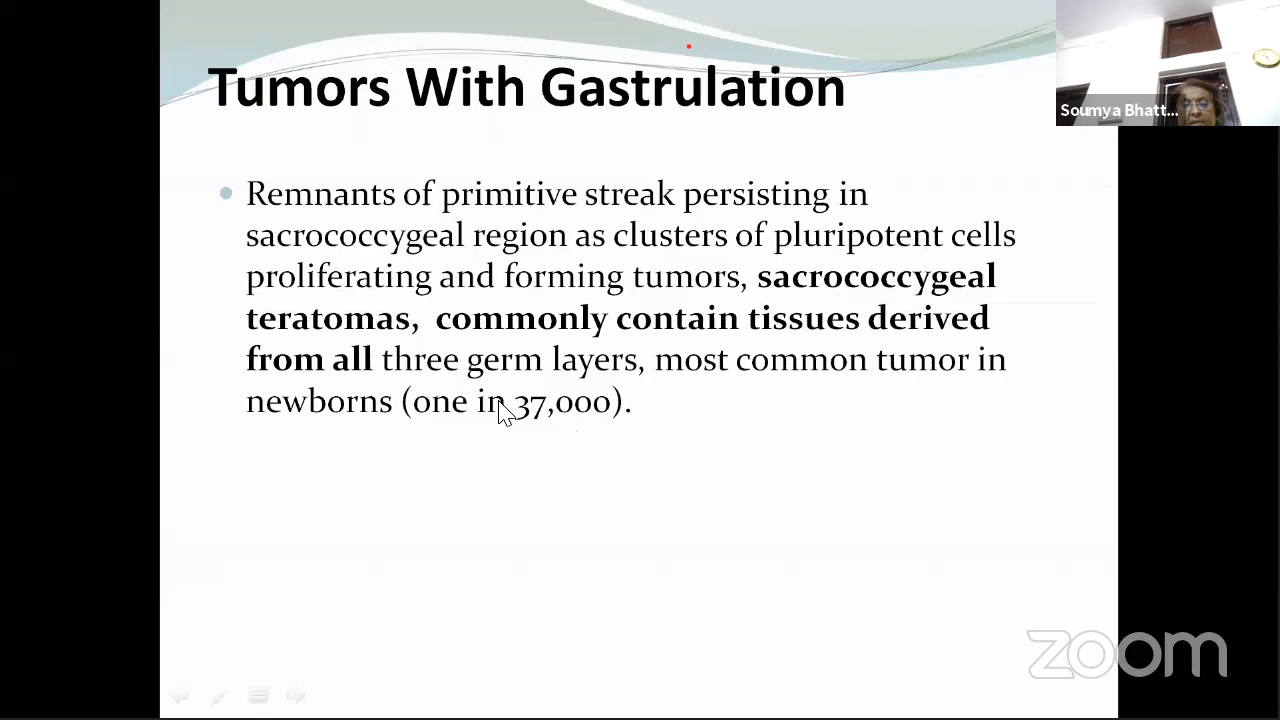 Tumors With Gastrulation
Soumya Bhatt...
Remnants of primitive streak persisting in
sacrococcygeal region as clusters of pluripotent cells
proliferating and forming tumors, sacrococcygeal
teratomas, commonly contain tissues derived
from all three germ layers, most common tumor in
newborns (one in 37,000).
zoom